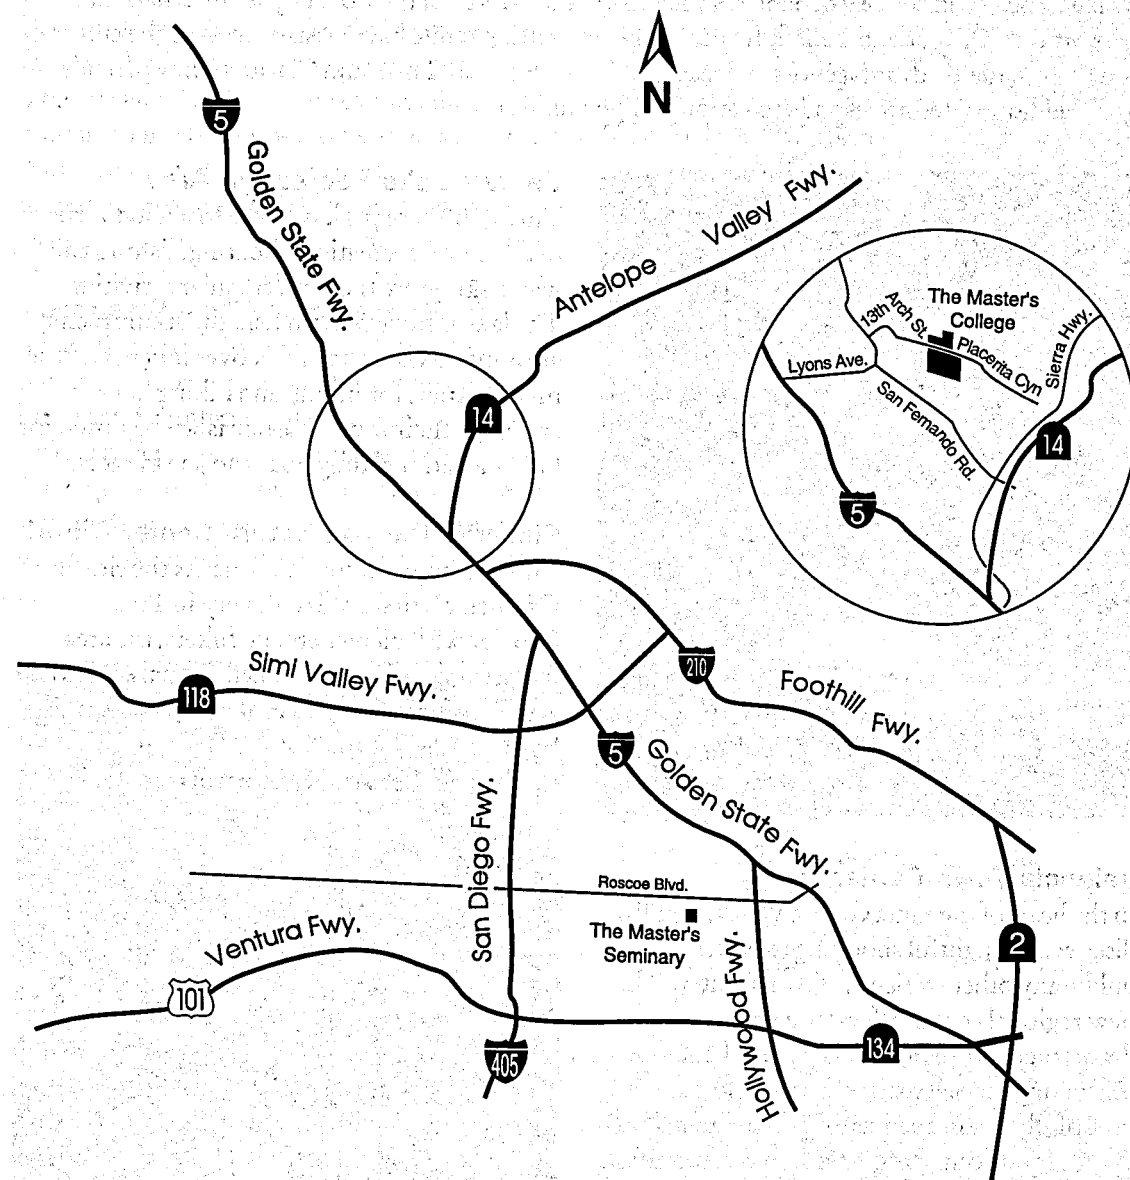 N
5
Golden State Fwy.
Antelope Valley Fwy.
14
The Master's
College
13th
Arch St.
Placerita Cyn
Sierra Hwy.
Lyons Ave.
San Fernando Rd.
14
5
Simi Valley Fwy.
118
210
Foothill Fwy.
5
Golden State Fwy.
San Diego Fwy.
Roscoe Blvd.
The Master's
Seminary
Ventura Fwy.
101
Hollywood Fwy.
2
134
405